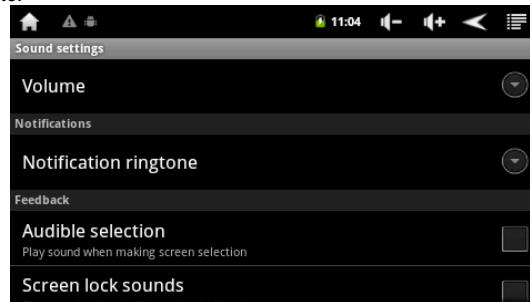 11:04
Sound settings
Volume
Notifications
Notification ringtone
Feedback
Audible selection
Play sound when making screen selection
Screen lock sounds